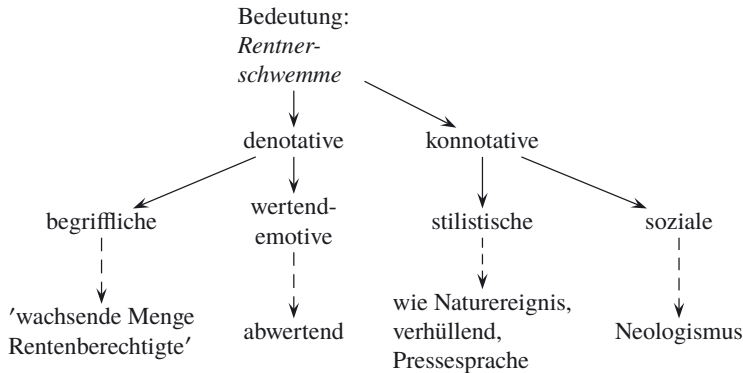 Bedeutung:
Rentner-
schwemme
denotative
konnotative
begriffliche
wertend-
emotive
stilistische
soziale
'wachsende Menge
Rentenberechtigte'
abwertend
wie Naturereignis,
verhüllend,
Pressesprache
Neologismus